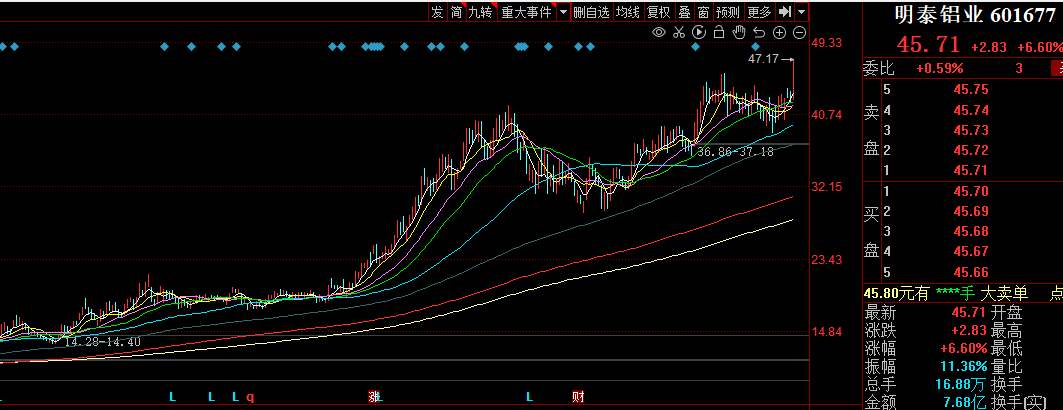 发 简 九转 重大事件 删自选 均线 复权 叠 窗 预测 更多
明泰铝业 601677
45.71 +2.83 +6.60%
委比 +0.59% 3
49.33
47.17
40.74
36.86-37.18
32.15
23.43
14.84
14.28-14.40
卖盘
5 45.75
4 45.74
3 45.73
2 45.72
1 45.71
买盘
1 45.70
2 45.69
3 45.68
4 45.67
5 45.66
45.80元有 ****手 大卖单 点
最新 45.71 开盘
涨跌 +2.83 最高
涨幅 +6.60% 最低
振幅 11.36% 量比
总手 16.88万 换手
金额 7.68亿 换手(实)
L L L L q 涨 L L 财